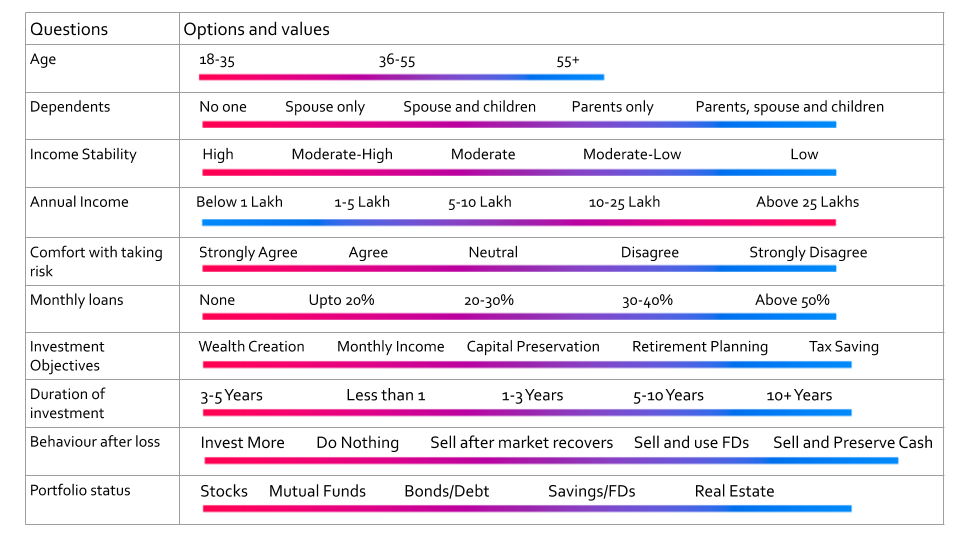 Questions Options and values
Age 18-35 36-55 55+
Dependents No one Spouse only Spouse and children Parents only Parents, spouse and children
Income Stability High Moderate-High Moderate Moderate-Low Low
Annual Income Below 1 Lakh 1-5 Lakh 5-10 Lakh 10-25 Lakh Above 25 Lakhs
Comfort with taking Strongly Agree Agree Neutral Disagree Strongly Disagree
risk
Monthly loans None Upto 20% 20-30% 30-40% Above 50%
Investment Wealth Creation Monthly Income Capital Preservation Retirement Planning Tax Saving
Objectives
Duration of 3-5 Years Less than 1 1-3 Years 5-10 Years 10+ Years
investment
Behaviour after loss Invest More Do Nothing Sell after market recovers Sell and use FDs Sell and Preserve Cash
Portfolio status Stocks Mutual Funds Bonds/Debt Savings/FDs Real Estate